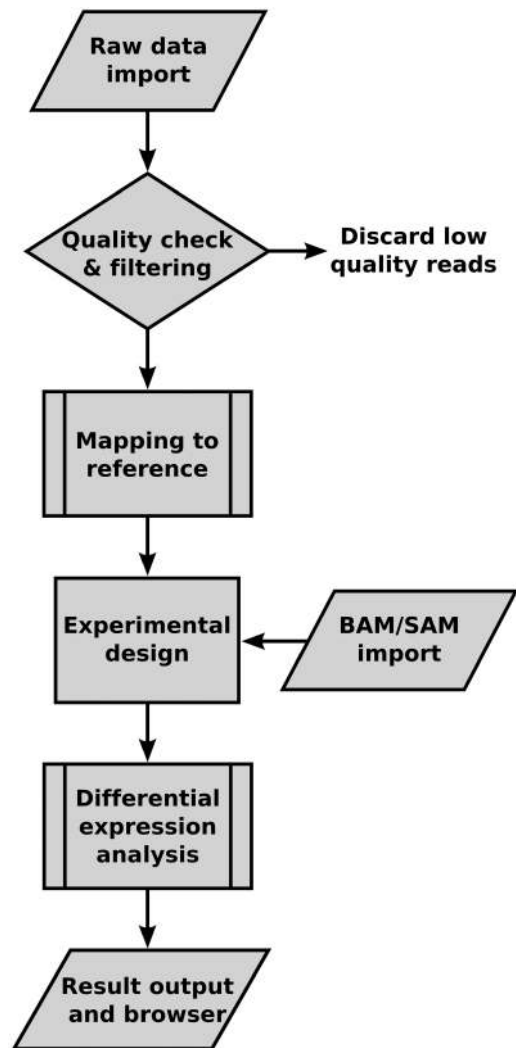 Raw data
import
Quality check
& filtering
Discard low
quality reads
Mapping to
reference
Experimental
design
BAM/SAM
import
Differential
expression
analysis
Result output
and browser